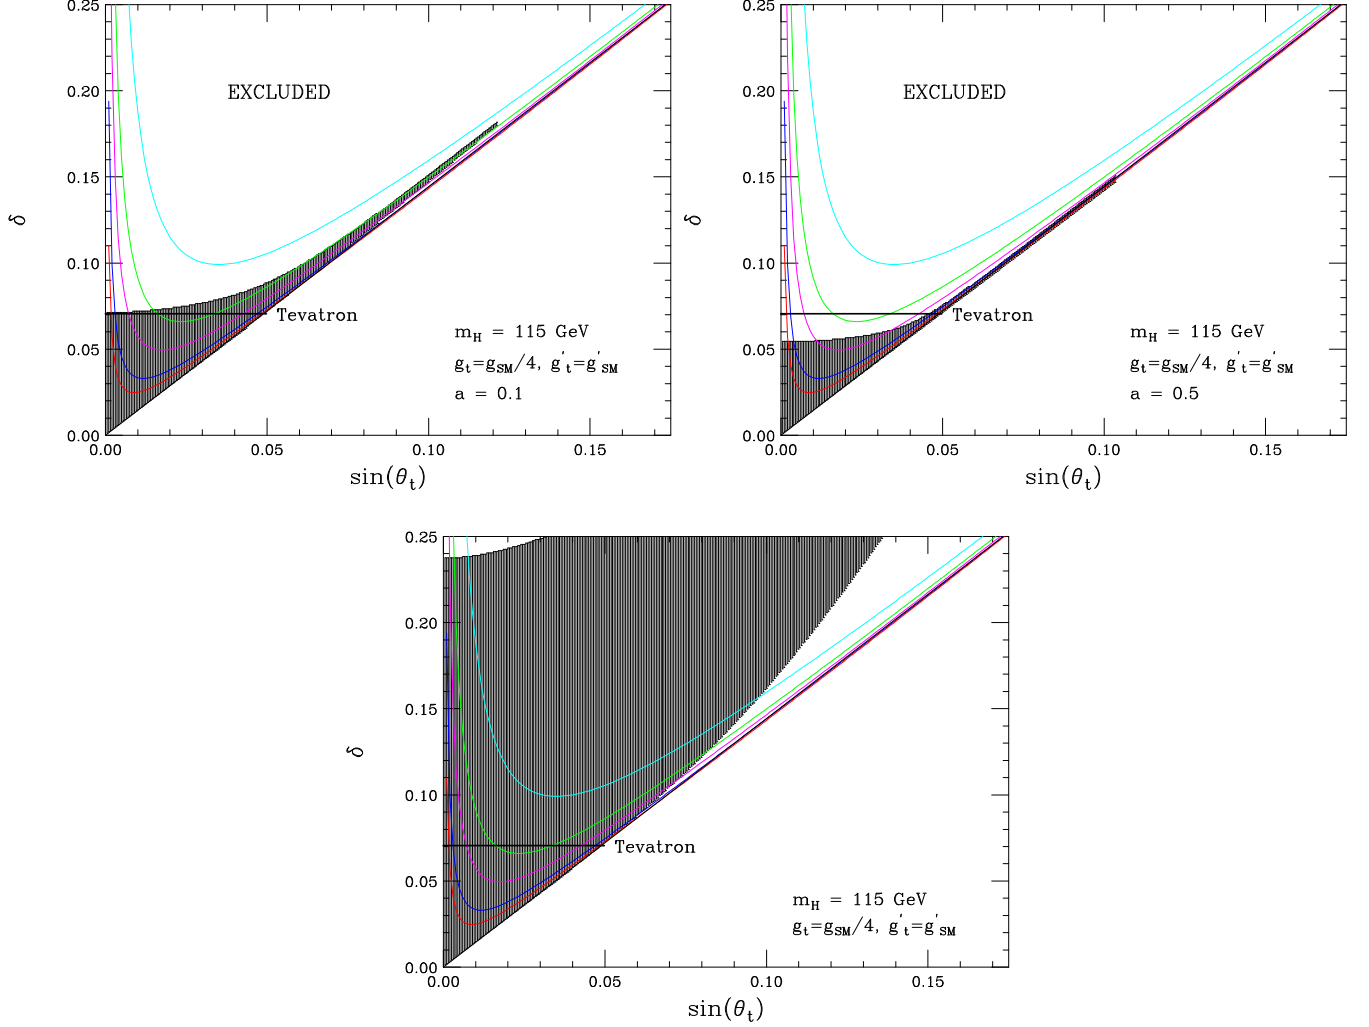 0.25
0.20
0.15
0.10
0.05
0.00
δ
EXCLUDED
Tevatron
m_H = 115 GeV
g_t=g_SM/4, g'_t=g'_SM
a = 0.1
0.00 0.05 0.10 0.15
sin(θ_t)
0.25
0.20
0.15
0.10
0.05
0.00
δ
EXCLUDED
Tevatron
m_H = 115 GeV
g_t=g_SM/4, g'_t=g'_SM
a = 0.5
0.00 0.05 0.10 0.15
sin(θ_t)
0.25
0.20
0.15
0.10
0.05
0.00
δ
Tevatron
m_H = 115 GeV
g_t=g_SM/4, g'_t=g'_SM
0.00 0.05 0.10 0.15
sin(θ_t)